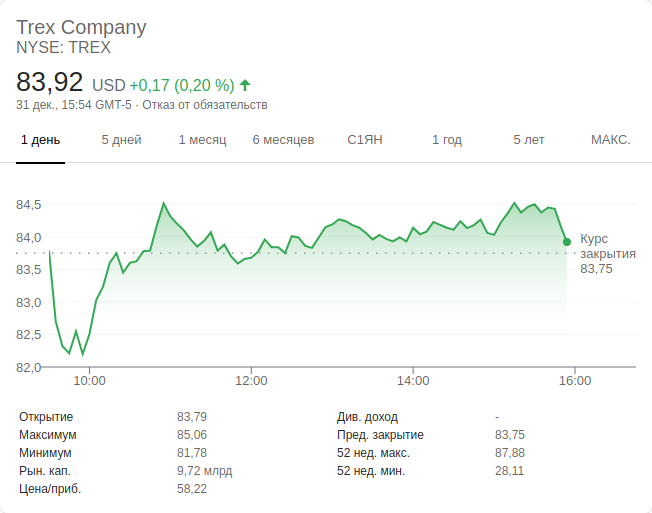 Trex Company
NYSE: TREX
83,92 USD +0,17 (0,20 %)
31 дек., 15:54 GMT-5 · Отказ от обязательств
1 день 5 дней 1 месяц 6 месяцев С1ЯН 1 год 5 лет МАКС.
84,5
84,0
83,5
83,0
82,5
82,0
Курс
закрытия
83,75
10:00 12:00 14:00 16:00
Открытие 83,79
Максимум 85,06
Минимум 81,78
Рын. кап. 9,72 млрд
Цена/приб. 58,22
Див. доход -
Пред. закрытие 83,75
52 нед. макс. 87,88
52 нед. мин. 28,11